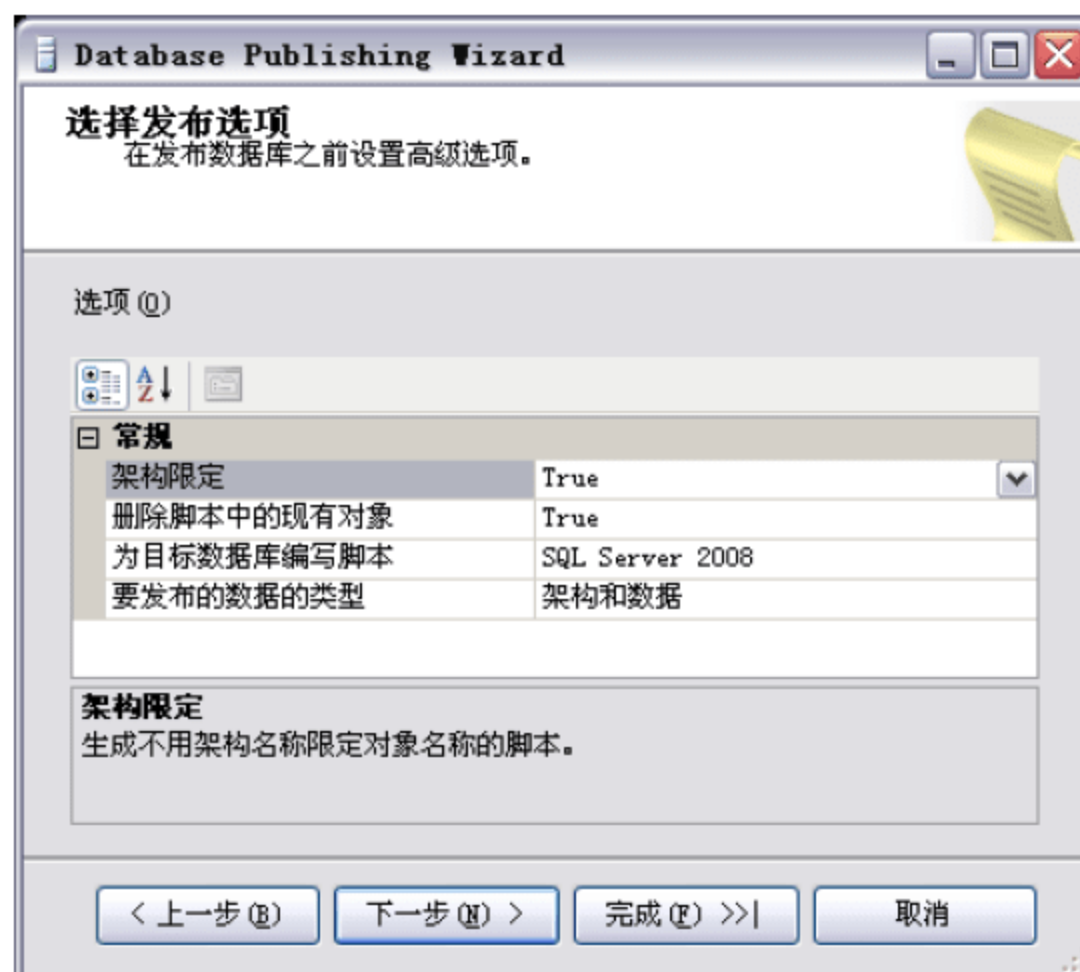 Database Publishing Wizard
选择发布选项
在发布数据库之前设置高级选项。
选项(O)
常规
架构限定 True
删除脚本中的现有对象 True
为目标数据库编写脚本 SQL Server 2008
要发布的数据的类型 架构和数据
架构限定
生成不用架构名称限定对象名称的脚本。
< 上一步(B) 下一步(N) > 完成(F) >>| 取消